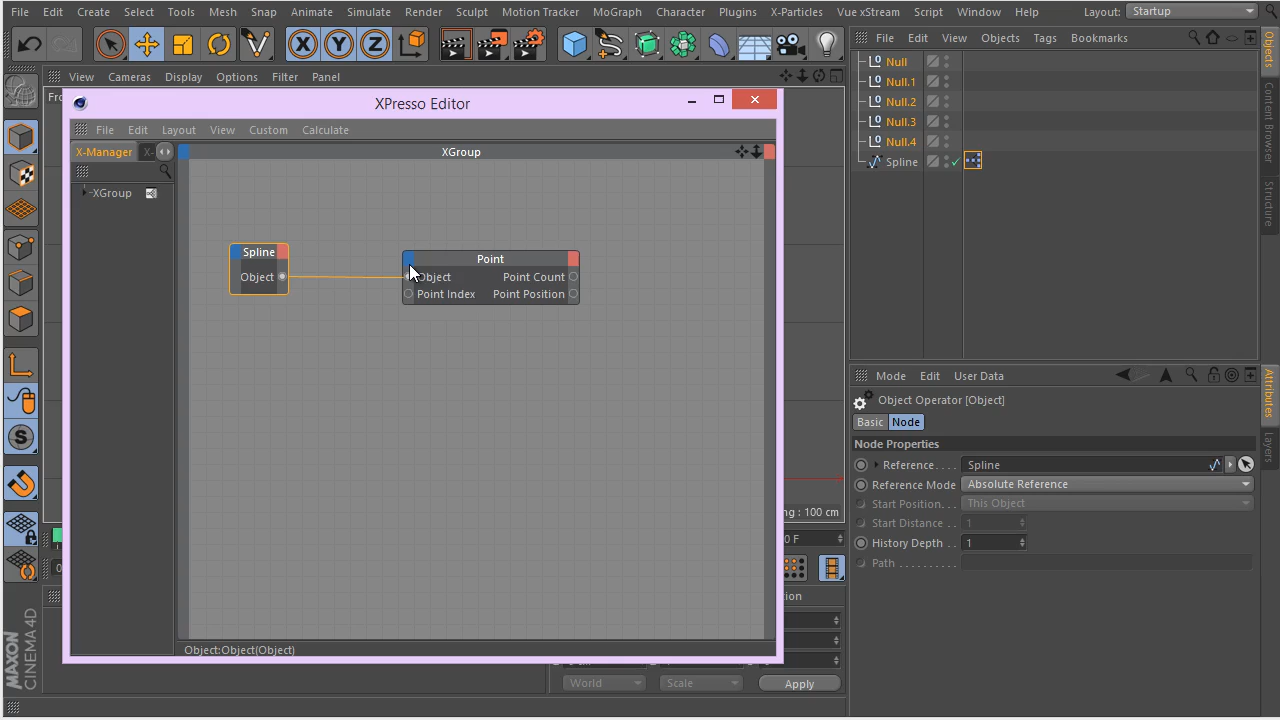 File Edit Create Select Tools Mesh Snap Animate Simulate Render Sculpt Motion Tracker MoGraph Character Plugins X-Particles Vue xStream Script Window Help Layout: Startup
File Edit View Objects Tags Bookmarks
View Cameras Display Options Filter Panel
Null
Null.1
Null.2
Null.3
Null.4
Spline
Objects
Content Browser
Structure
XPresso Editor
File Edit Layout View Custom Calculate
X-Manager X- XGroup
XGroup
Spline
Object
Point
Object Point Count
Point Index Point Position
Object:Object(Object)
ng : 100 cm
0 F
0
ion
World Scale Apply
MAXON
CINEMA 4D
Mode Edit User Data
Object Operator [Object]
Basic Node
Node Properties
Reference.... Spline
Reference Mode Absolute Reference
Start Position... This Object
Start Distance .. 1
History Depth .. 1
Path ..........
Attributes
Layers